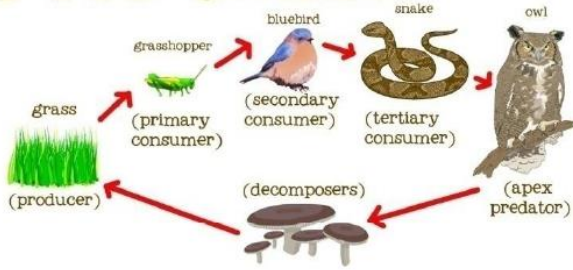 grass
(producer)
grasshopper
(primary
consumer)
bluebird
(secondary
consumer)
snake
(tertiary
consumer)
owl
(apex
predator)
(decomposers)